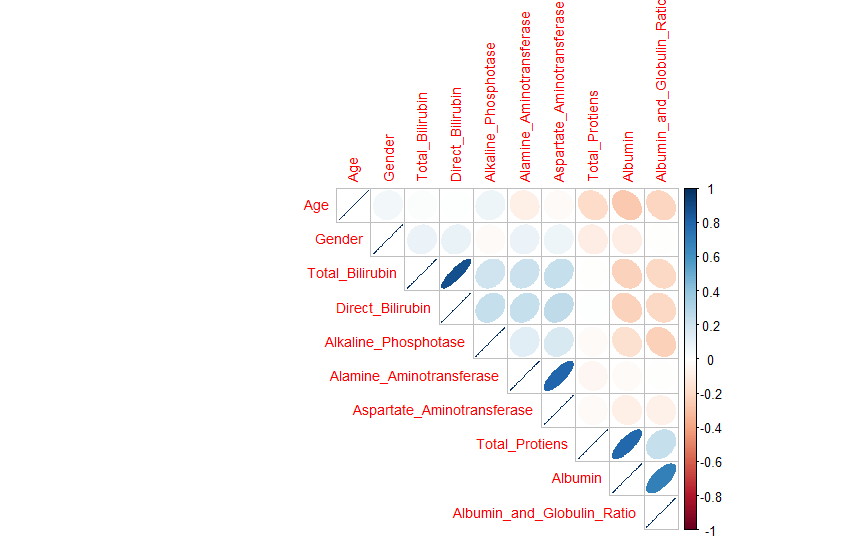 Age
Gender
Total_Bilirubin
Direct_Bilirubin
Alkaline_Phosphotase
Alamine_Aminotransferase
Aspartate_Aminotransferase
Total_Protiens
Albumin
Albumin_and_Globulin_Ratio
Age
Gender
Total_Bilirubin
Direct_Bilirubin
Alkaline_Phosphotase
Alamine_Aminotransferase
Aspartate_Aminotransferase
Total_Protiens
Albumin
Albumin_and_Globulin_Ratio
1
0.8
0.6
0.4
0.2
0
-0.2
-0.4
-0.6
-0.8
-1